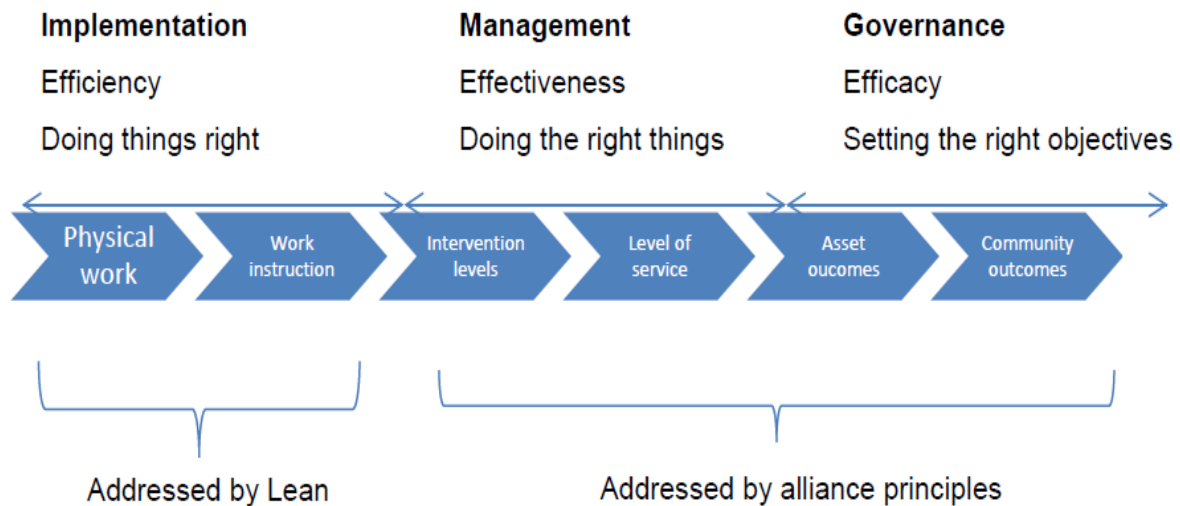 Implementation
Efficiency
Doing things right
Management
Effectiveness
Doing the right things
Governance
Efficacy
Setting the right objectives
Physical
work
Work
instruction
Intervention
levels
Level of
service
Asset
oucomes
Community
outcomes
Addressed by Lean
Addressed by alliance principles